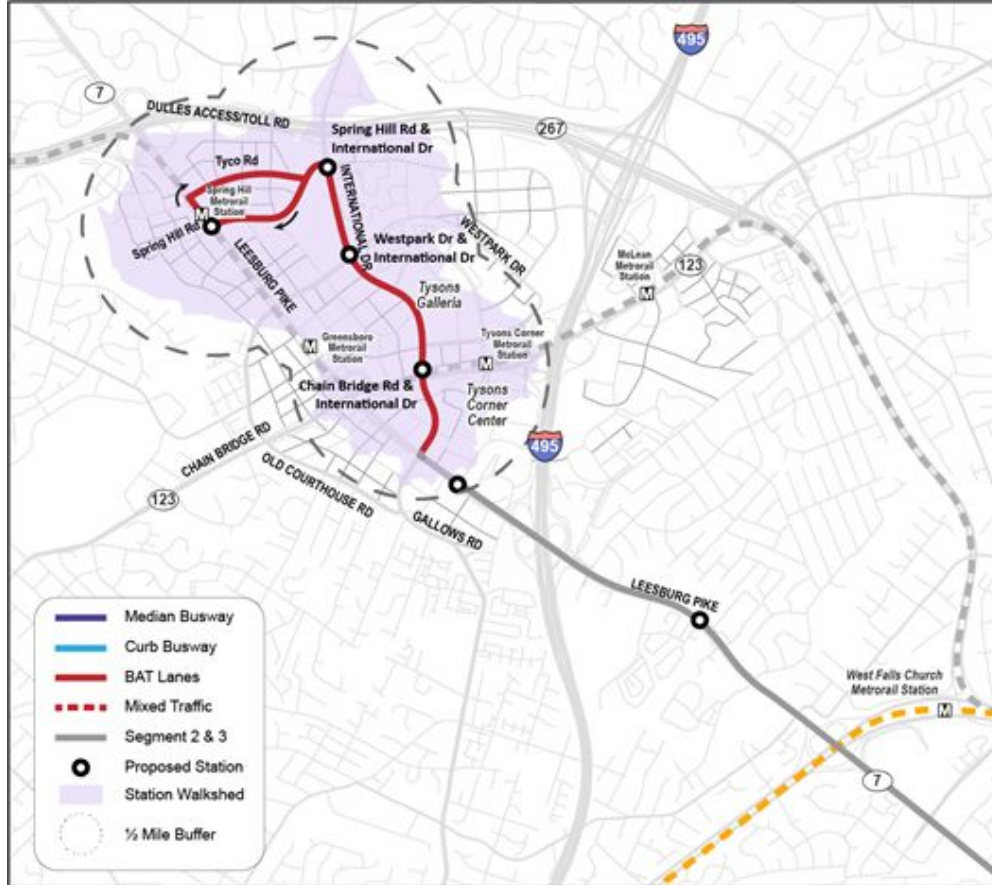 495
7
DULLES ACCESS/TOLL RD
267
Spring Hill Rd &
International Dr
Tyco Rd
INTERNATIONAL DR
Spring Hill
Metrorail
Station
M
Spring Hill Rd
WESTPARK DR
LEESBURG PIKE
Westpark Dr &
International Dr
McLean
Metrorail
Station
M
123
Tysons
Galleria
Greensboro
Metrorail
Station
M
Tysons Corner
Metrorail
Station
M
Chain Bridge Rd &
International Dr
Tysons
Corner
Center
495
CHAIN BRIDGE RD
OLD COURTHOUSE RD
123
GALLOWS RD
LEESBURG PIKE
West Falls Church
Metrorail Station
M
7
Median Busway
Curb Busway
BAT Lanes
Mixed Traffic
Segment 2 & 3
Proposed Station
Station Walkshed
½ Mile Buffer